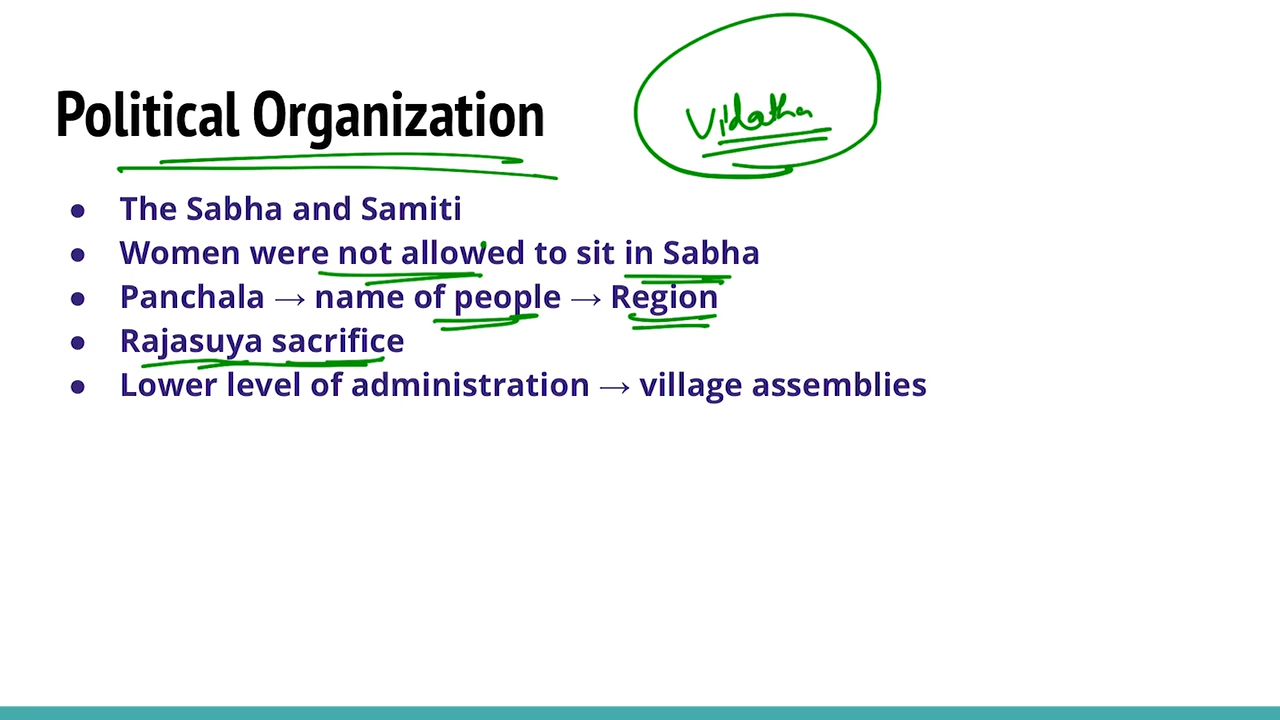 Political Organization
Vidatha
● The Sabha and Samiti
● Women were not allowed to sit in Sabha
● Panchala → name of people → Region
● Rajasuya sacrifice
● Lower level of administration → village assemblies